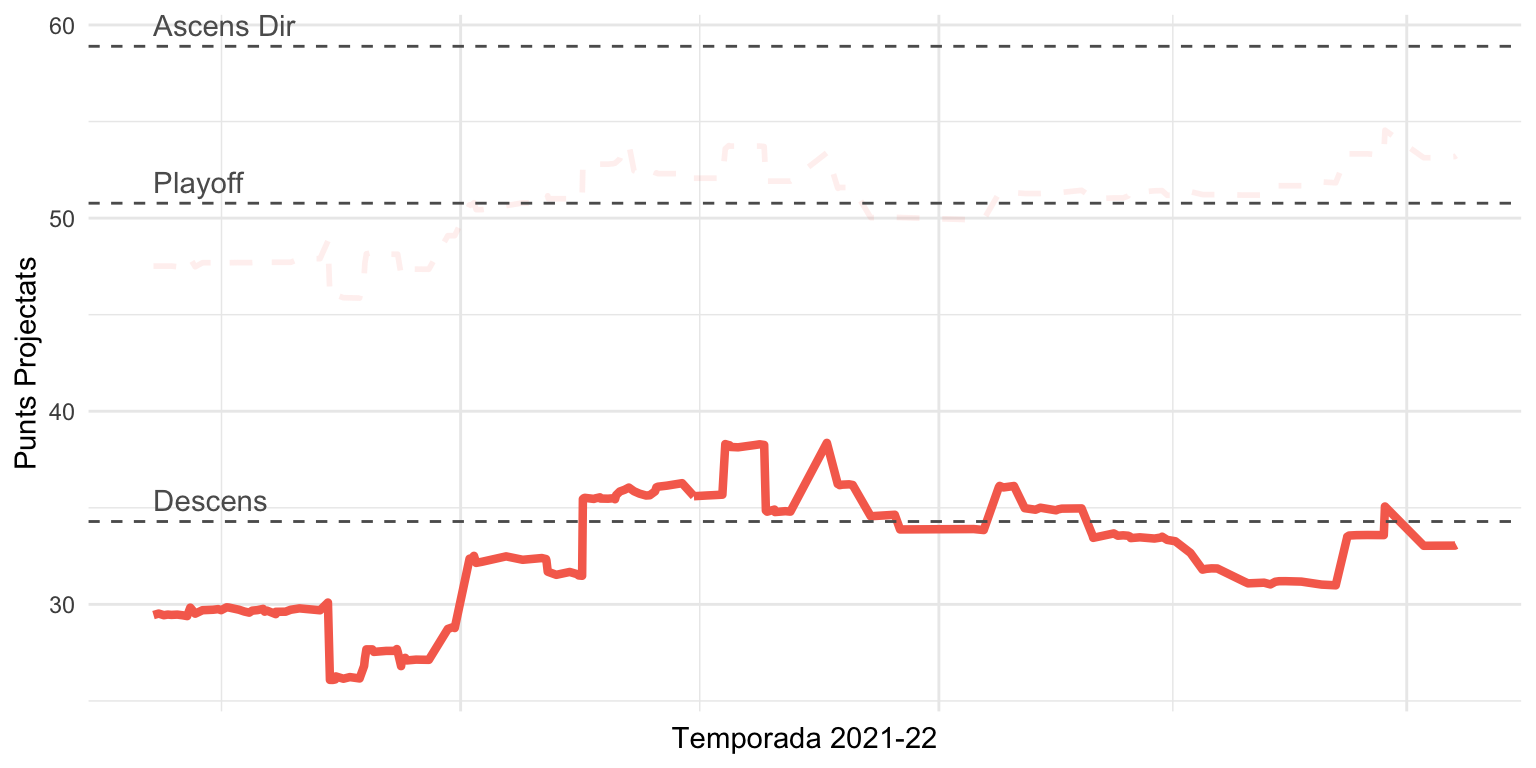 60
50
40
30
Punts Projectats
Ascens Dir
Playoff
Descens
Temporada 2021-22